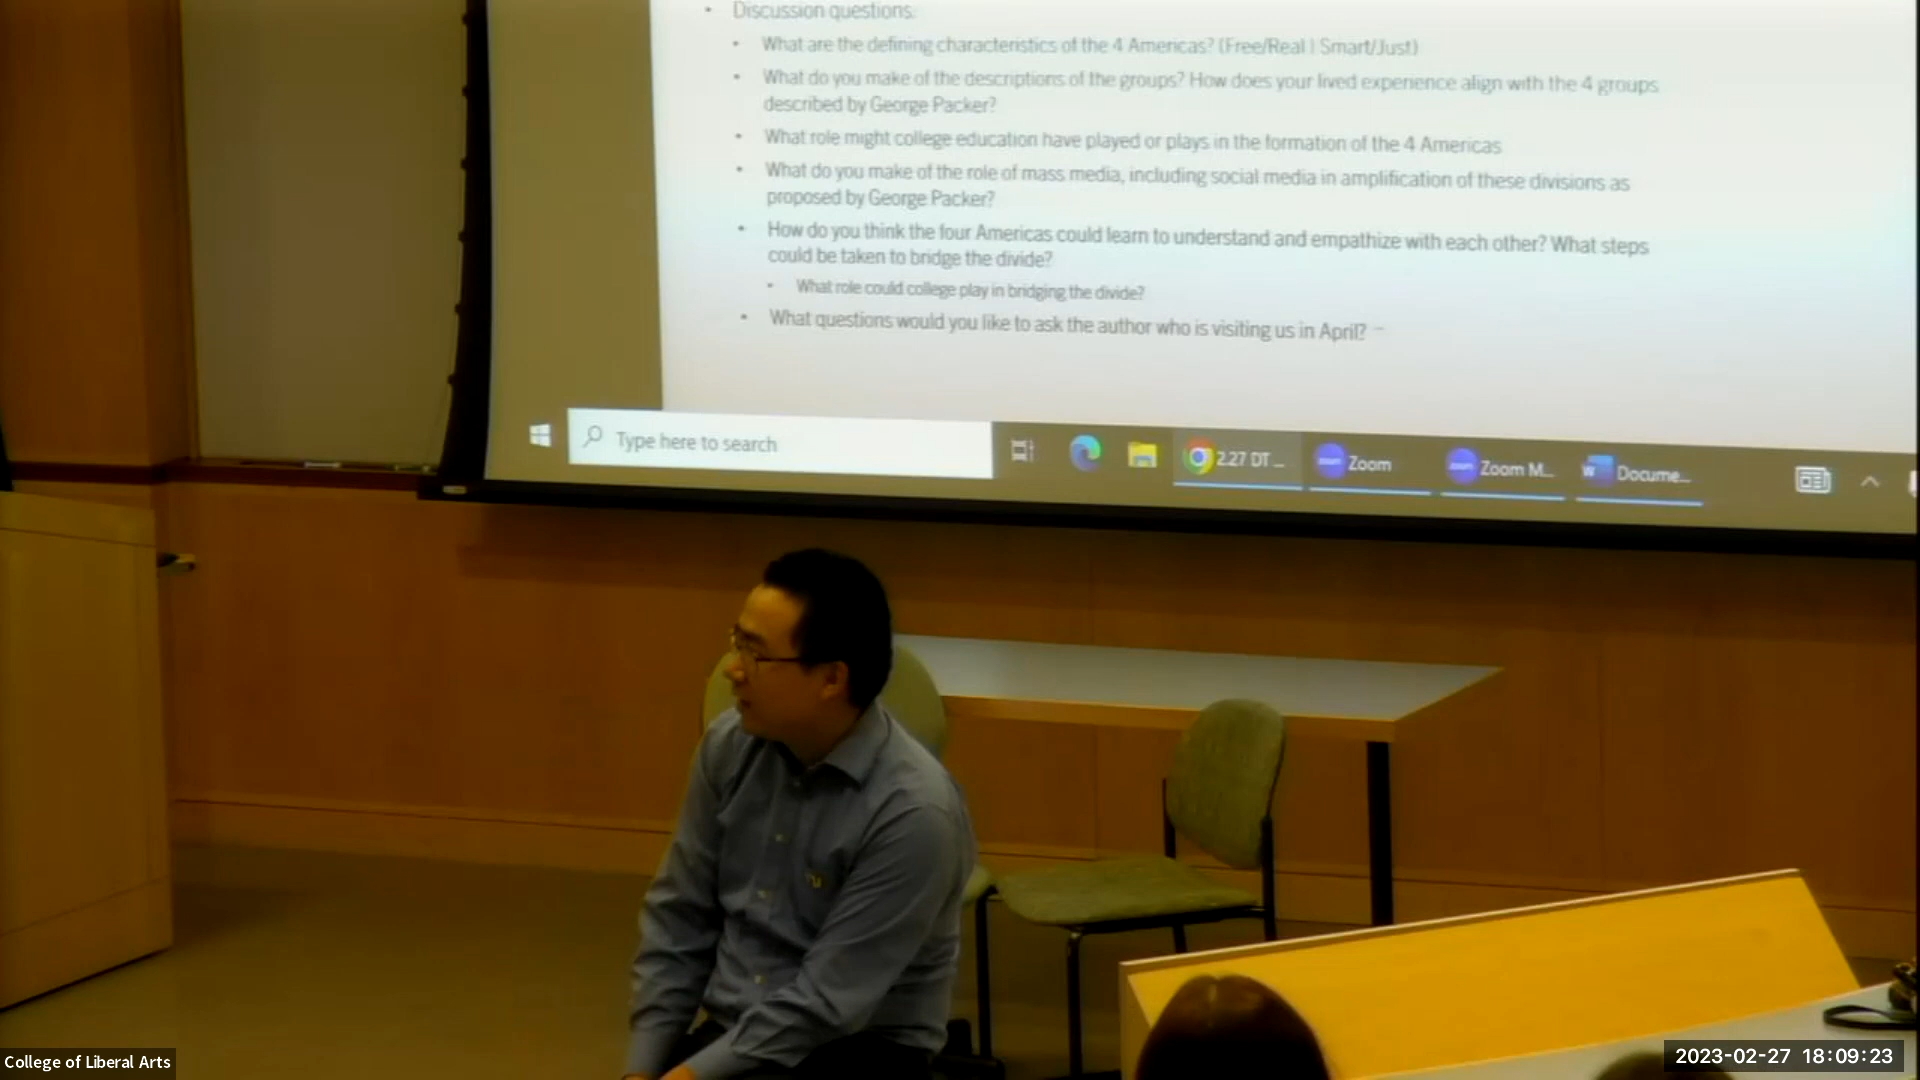 • Discussion questions:
• What are the defining characteristics of the 4 Americas? (Free/Real | Smart/Just)
• What do you make of the descriptions of the groups? How does your lived experience align with the 4 groups
described by George Packer?
• What role might college education have played or plays in the formation of the 4 Americas
• What do you make of the role of mass media, including social media in amplification of these divisions as
proposed by George Packer?
• How do you think the four Americas could learn to understand and empathize with each other? What steps
could be taken to bridge the divide?
• What role could college play in bridging the divide?
• What questions would you like to ask the author who is visiting us in April?
Type here to search
2.27 DT ...
zoom Zoom
zoom Zoom M...
W Docume...
TU
College of Liberal Arts
2023-02-27 18:09:23